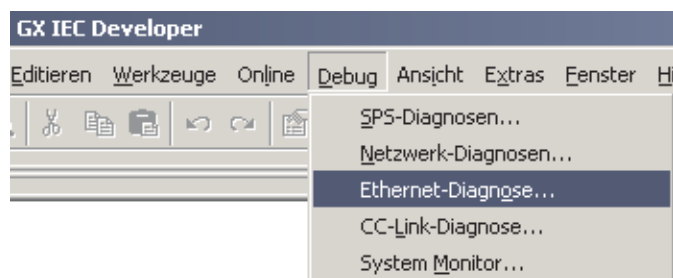 GX IEC Developer
Editieren Werkzeuge Online Debug Ansicht Extras Fenster
SPS-Diagnosen...
Netzwerk-Diagnosen...
Ethernet-Diagnose...
CC-Link-Diagnose...
System Monitor...